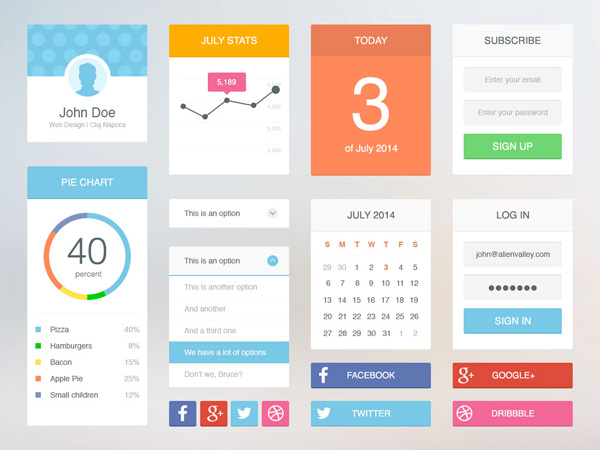 John Doe
Web Design | Cluj Napoca
PIE CHART
40
percent
Pizza 40%
Hamburgers 8%
Bacon 15%
Apple Pie 25%
Small children 12%
JULY STATS
5,189
4,500
3,500
2,500
This is an option
This is an option
This is another option
And another
And a third one
We have a lot of options
Don't we, Bruce?
TODAY
3
of July 2014
JULY 2014
S M T W T F S
29 30 1 2 3 4 5
6 7 8 9 10 11 12
13 14 15 16 17 18 19
20 21 22 23 24 25 26
27 28 29 30 31 1 2
FACEBOOK
TWITTER
SUBSCRIBE
Enter your email
Enter your password
SIGN UP
LOG IN
john@alienvalley.com
SIGN IN
GOOGLE+
DRIBBBLE